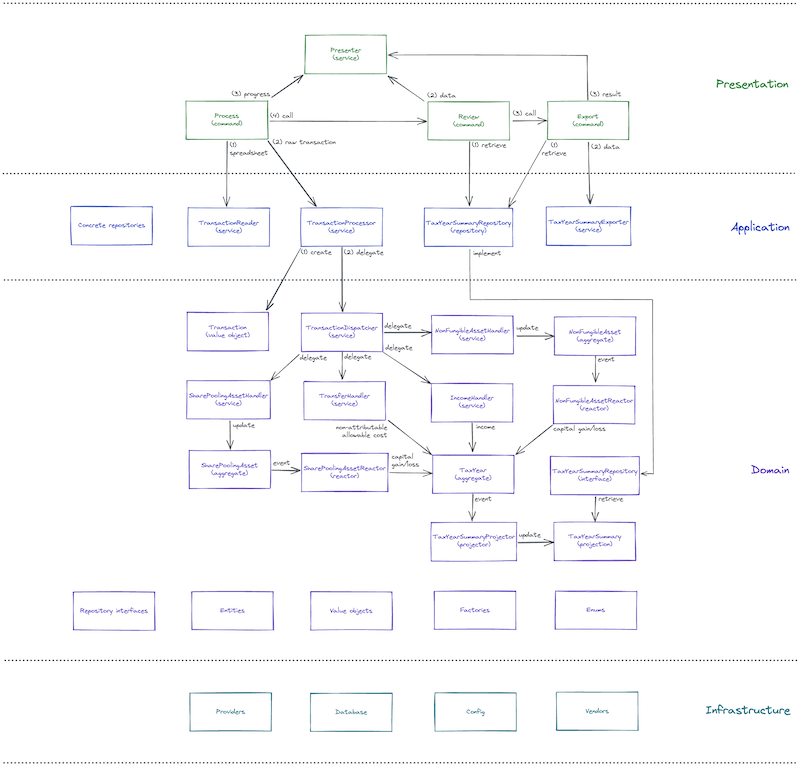 Presenter
(service)
Presentation
(3) progress
(2) data
(3) result
Process
(command)
(4) call
Review
(command)
(3) call
Export
(command)
(1)
spreadsheet
(2) raw transaction
(1) retrieve
(1)
retrieve
(2) data
Concrete repositories
TransactionReader
(service)
TransactionProcessor
(service)
TaxYearSummaryRepository
(repository)
TaxYearSummaryExporter
(service)
Application
(1) create
(2) delegate
implement
Transaction
(value object)
TransactionDispatcher
(service)
delegate
NonFungibleAssetHandler
(service)
update
NonFungibleAsset
(aggregate)
delegate
delegate
delegate
event
SharePoolingAssetHandler
(service)
TransferHandler
(service)
IncomeHandler
(service)
NonFungibleAssetReactor
(reactor)
update
non-attributable
allowable cost
income
capital gain/loss
SharePoolingAsset
(aggregate)
event
SharePoolingAssetReactor
(reactor)
capital
gain/loss
TaxYear
(aggregate)
TaxYearSummaryRepository
(interface)
Domain
event
retrieve
TaxYearSummaryProjector
(projector)
update
TaxYearSummary
(projection)
Repository interfaces
Entities
Value objects
Factories
Enums
Providers
Database
Config
Vendors
Infrastructure